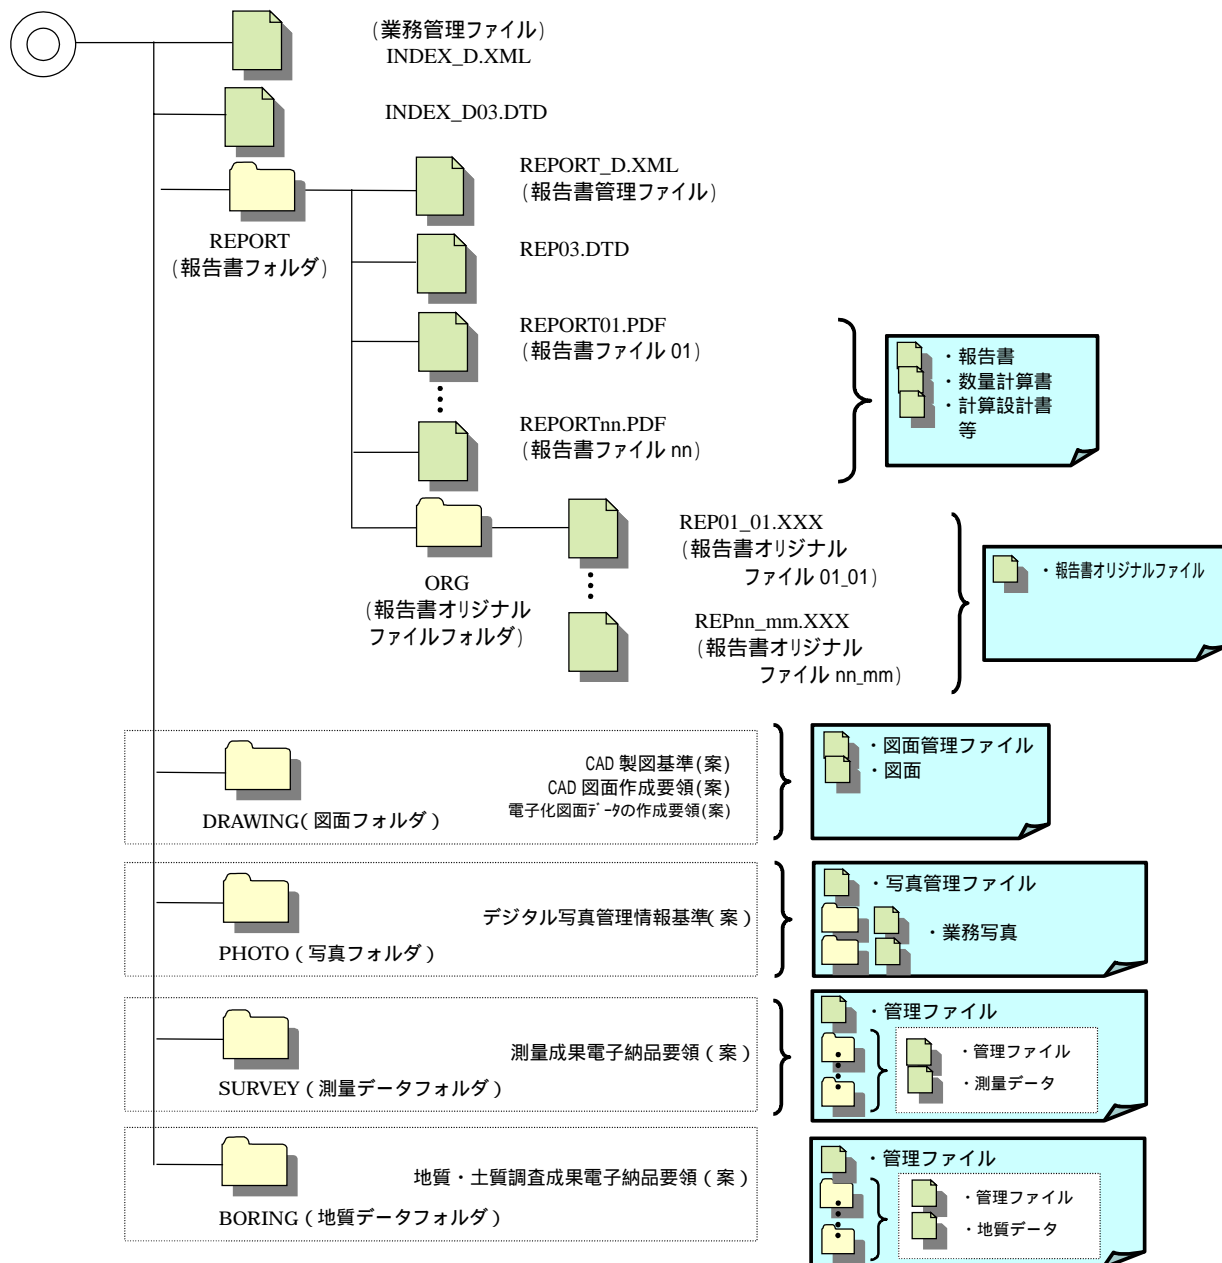 (業務管理ファイル)
INDEX_D.XML
INDEX_D03.DTD
REPORT
(報告書フォルダ)
REPORT_D.XML
(報告書管理ファイル)
REP03.DTD
REPORT01.PDF
(報告書ファイル 01)
REPORTnn.PDF
(報告書ファイル nn)
・報告書
・数量計算書
・計算設計書
等
ORG
(報告書オリジナル
ファイルフォルダ)
REP01_01.XXX
(報告書オリジナル
ファイル 01_01)
REPnn_mm.XXX
(報告書オリジナル
ファイル nn_mm)
・報告書オリジナルファイル
DRAWING(図面フォルダ)
CAD 製図基準(案)
CAD 図面作成要領(案)
電子化図面データの作成要領(案)
・図面管理ファイル
・図面
PHOTO(写真フォルダ)
デジタル写真管理情報基準(案)
・写真管理ファイル
・業務写真
SURVEY(測量データフォルダ)
測量成果電子納品要領(案)
・管理ファイル
・管理ファイル
・測量データ
BORING(地質データフォルダ)
地質・土質調査成果電子納品要領(案)
・管理ファイル
・管理ファイル
・地質データ